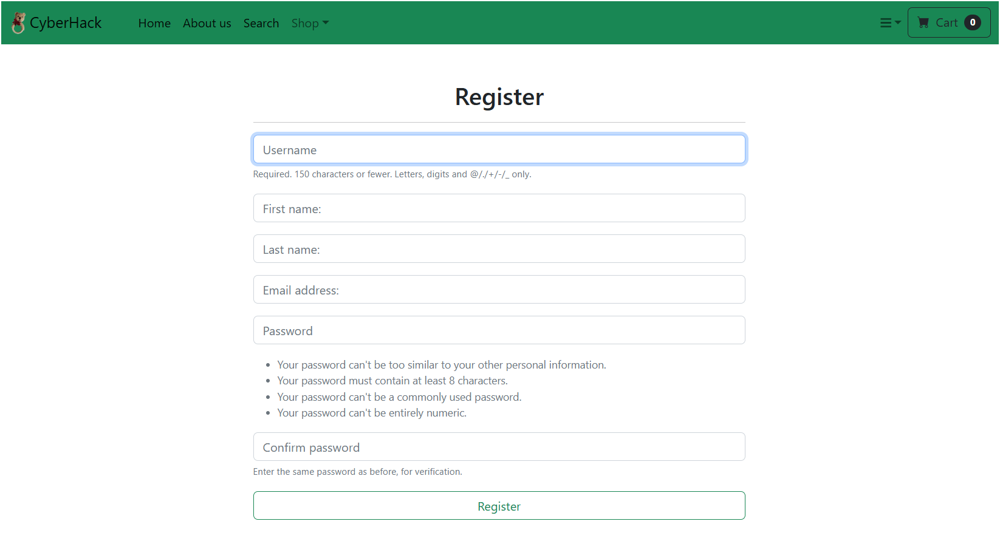 CyberHack Home About us Search Shop Cart 0
Register
Username
Required. 150 characters or fewer. Letters, digits and @/./+/-/_ only.
First name:
Last name:
Email address:
Password
Your password can't be too similar to your other personal information.
Your password must contain at least 8 characters.
Your password can't be a commonly used password.
Your password can't be entirely numeric.
Confirm password
Enter the same password as before, for verification.
Register